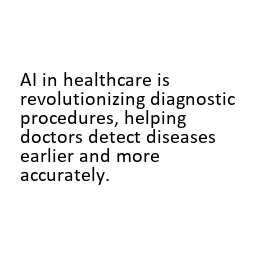 AI in healthcare is
revolutionizing diagnostic
procedures, helping
doctors detect diseases
earlier and more
accurately.